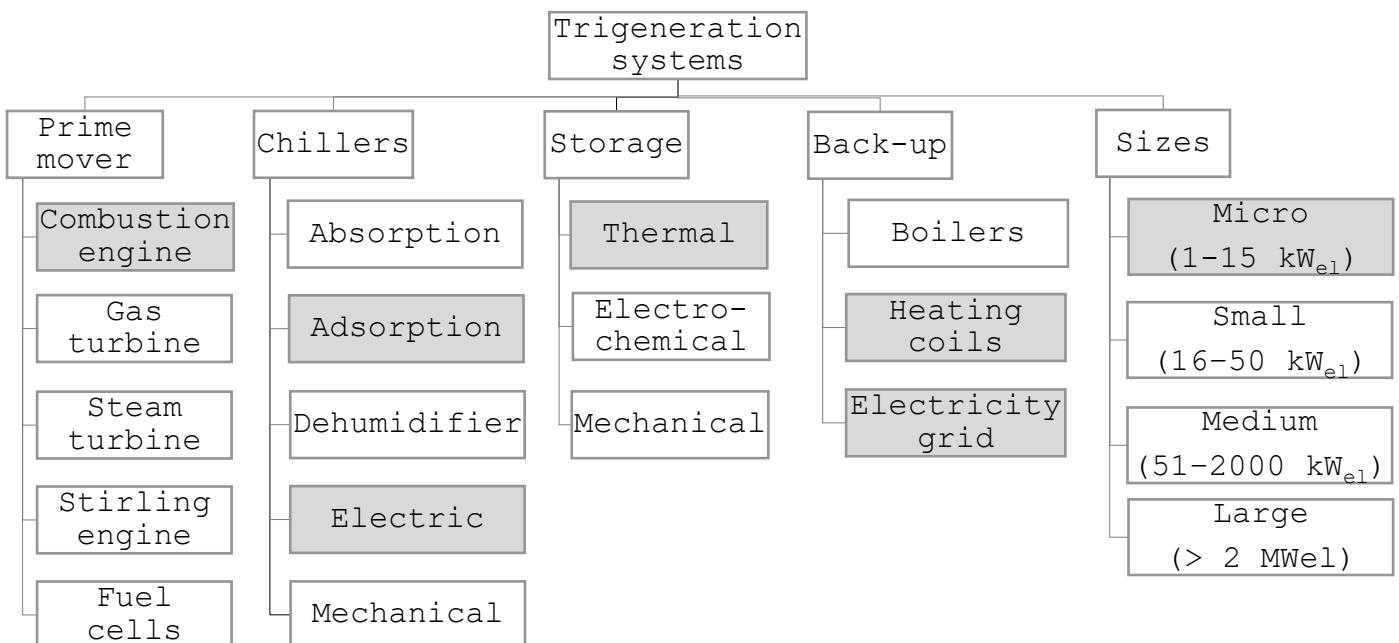 Trigeneration
systems
Prime
mover
Chillers
Storage
Back-up
Sizes
Combustion
engine
Gas
turbine
Steam
turbine
Stirling
engine
Fuel
cells
Absorption
Adsorption
Dehumidifier
Electric
Mechanical
Thermal
Electro-
chemical
Mechanical
Boilers
Heating
coils
Electricity
grid
Micro
(1-15 kWel)
Small
(16-50 kWel)
Medium
(51-2000 kWel)
Large
(> 2 MWel)